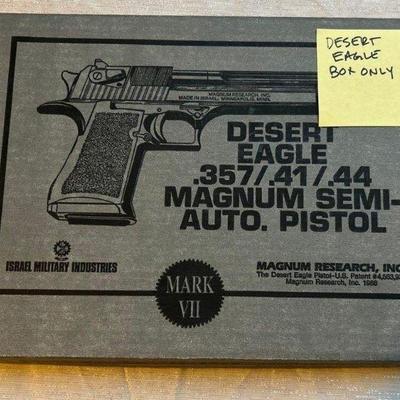 DESERT
EAGLE
BOX ONLY
MAGNUM RESEARCH, INC.
MADE IN ISRAEL, MINNEAPOLIS, MINN.
DESERT
EAGLE
.357/.41/.44
MAGNUM SEMI-
AUTO. PISTOL
ISRAEL MILITARY INDUSTRIES
MARK
VII
MAGNUM RESEARCH, INC
The Desert Eagle Pistol-U.S. Patent
Magnum Research, Inc.